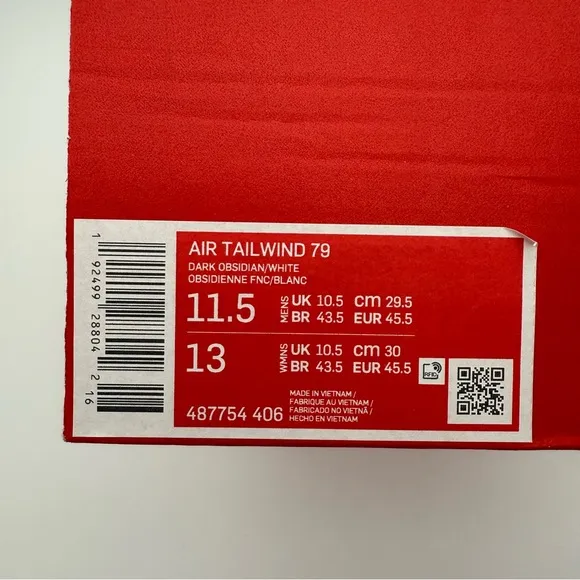 AIR TAILWIND 79
DARK OBSIDIAN/WHITE
OBSIDIENNE FNC/BLANC
11.5 MENS UK 10.5 cm 29.5
BR 43.5 EUR 45.5
13 WMNS UK 10.5 cm 30
BR 43.5 EUR 45.5
RFID
487754 406
MADE IN VIETNAM/
FABRIQUE AU VIETNAM/
FABRICADO NO VIETNÃ/
HECHO EN VIETNAM
1 92499 28804 2 16